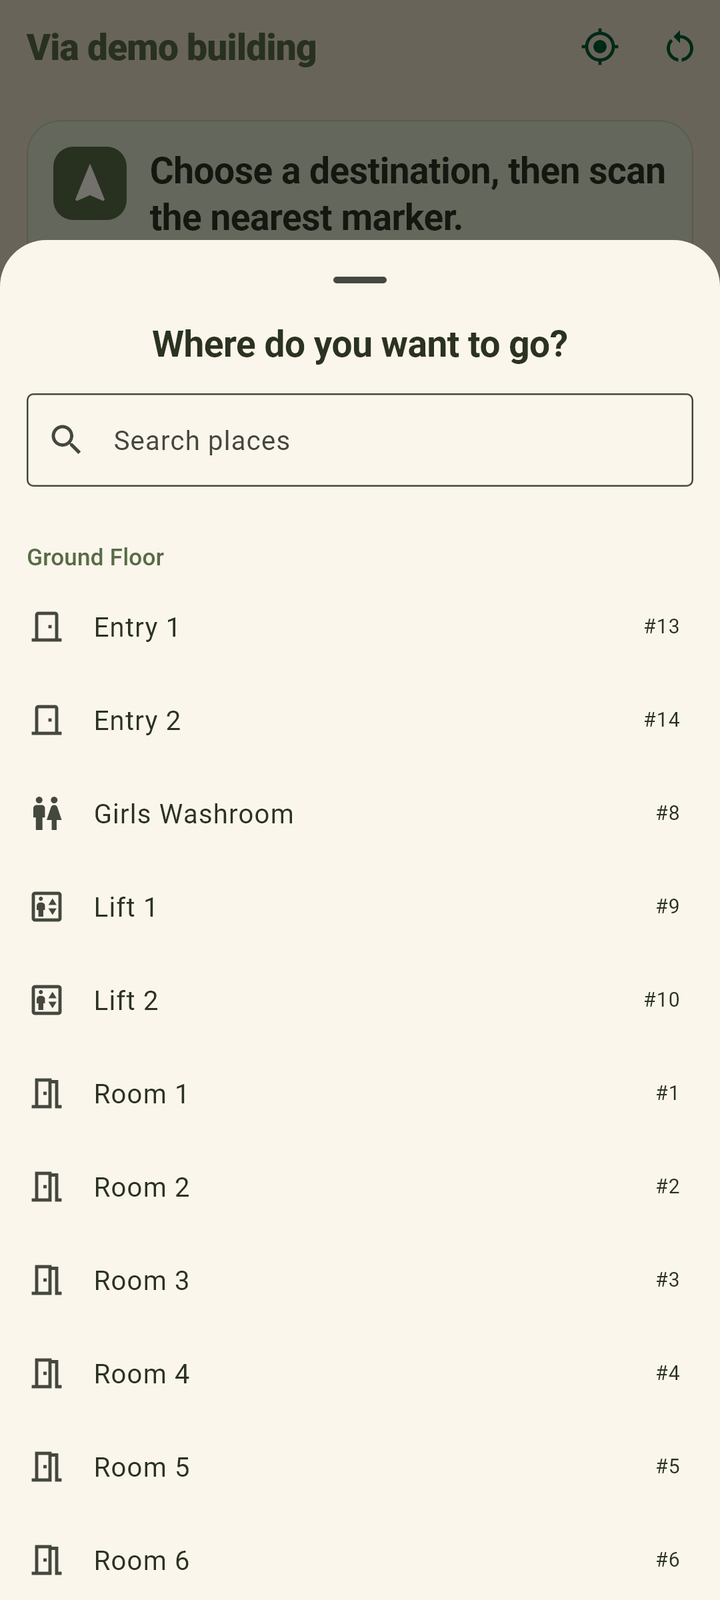 Via demo building
Choose a destination, then scan
the nearest marker.
Where do you want to go?
Search places
Ground Floor
Entry 1 #13
Entry 2 #14
Girls Washroom #8
Lift 1 #9
Lift 2 #10
Room 1 #1
Room 2 #2
Room 3 #3
Room 4 #4
Room 5 #5
Room 6 #6